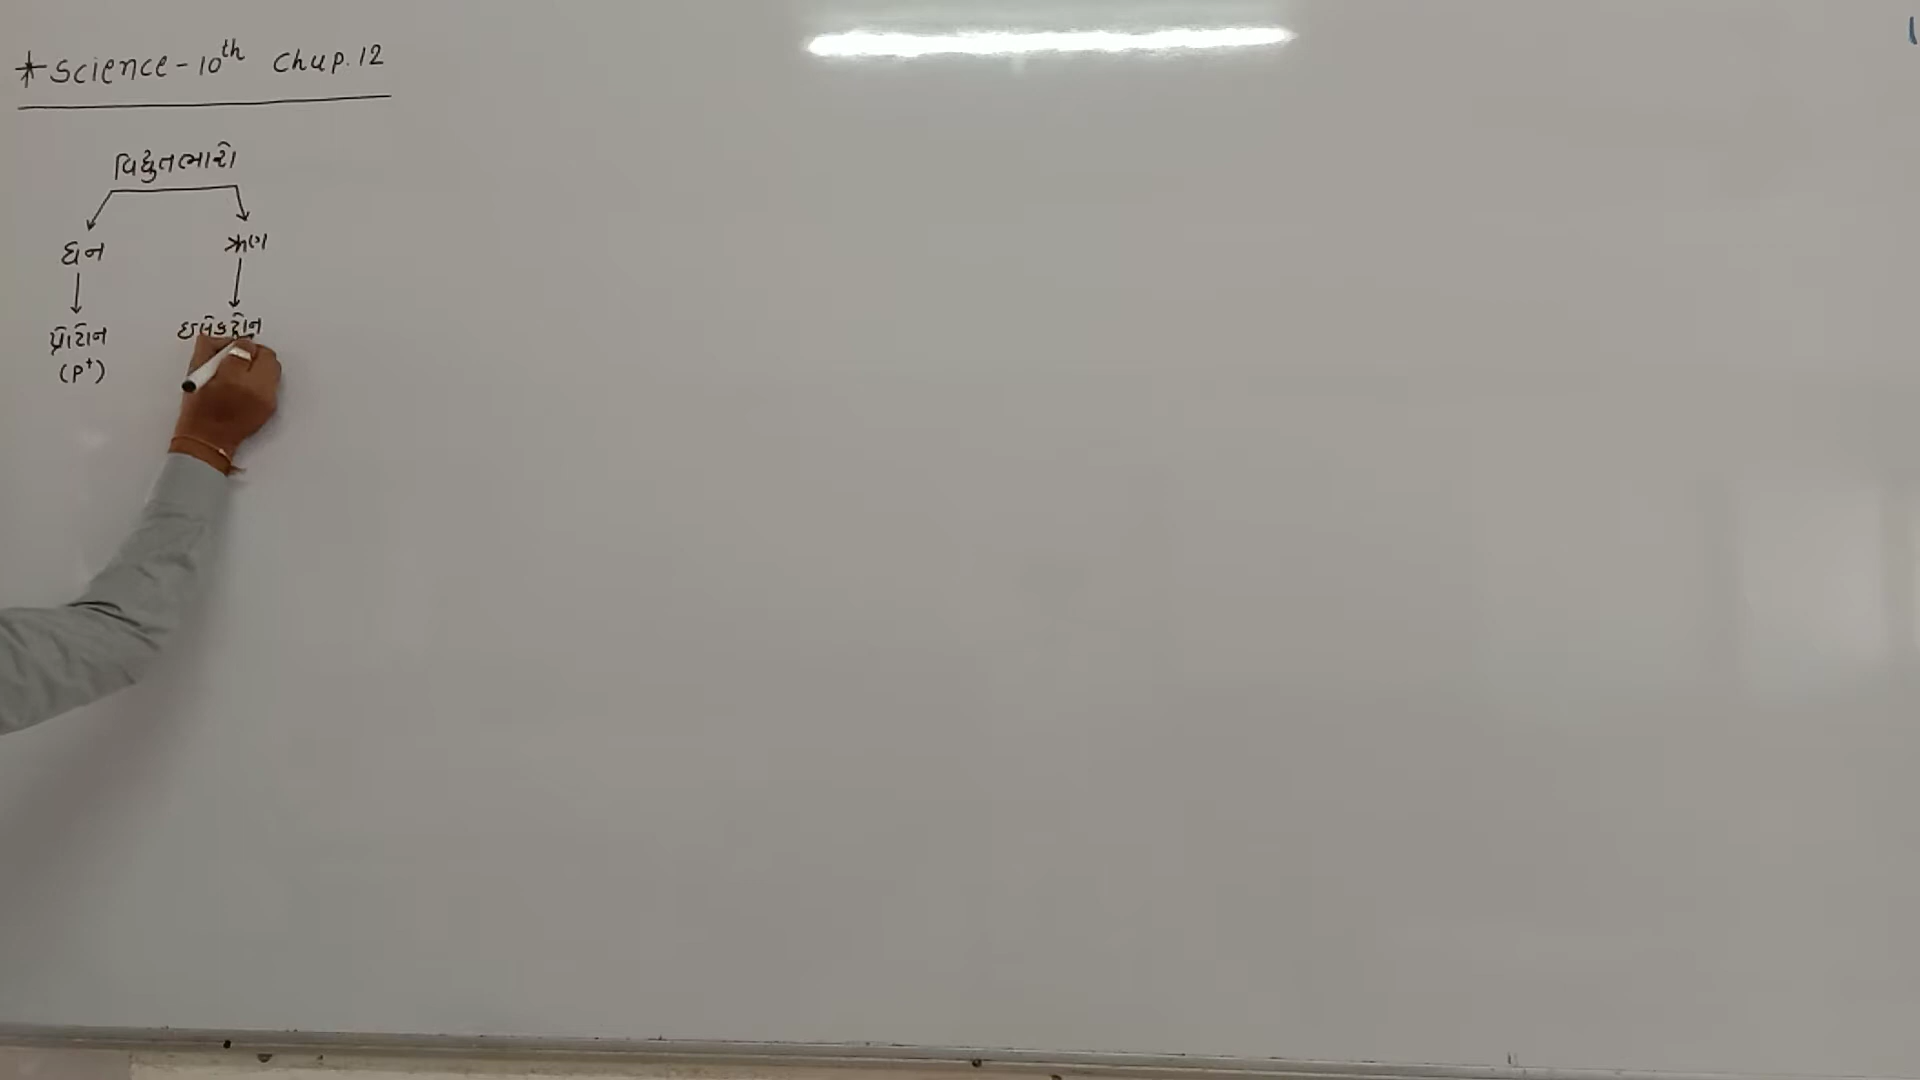 * Science - 10th Chap. 12
વિદ્યુતભારો
ધન ઋણ
પ્રોટોન ઇલેક્ટ્રોન
(P+)